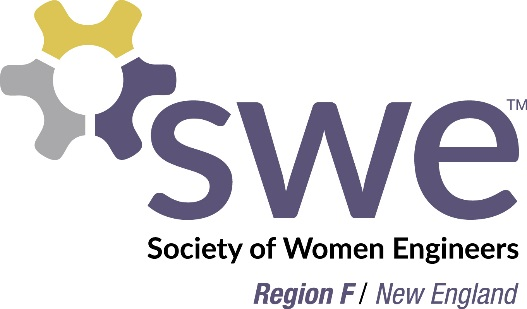 swe™
Society of Women Engineers
Region F / New England